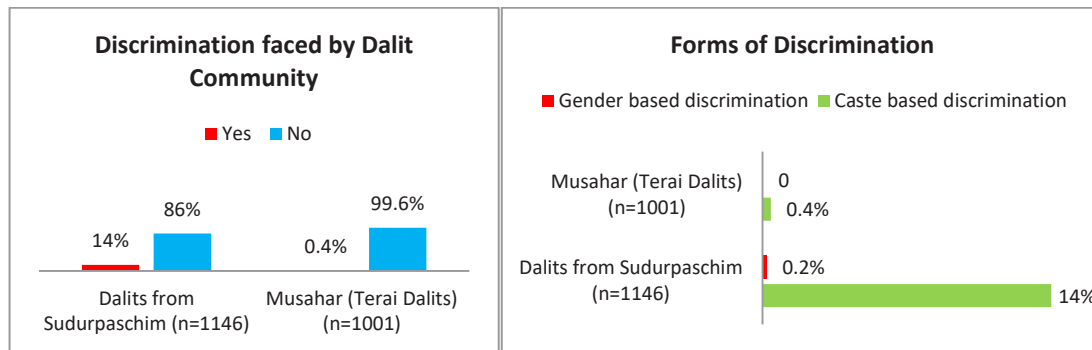 Discrimination faced by Dalit
Community
Yes No
14%
86%
0.4%
99.6%
Dalits from
Sudurpaschim (n=1146)
Musahar (Terai Dalits)
(n=1001)
Forms of Discrimination
Gender based discrimination Caste based discrimination
Musahar (Terai Dalits)
(n=1001)
0
0.4%
Dalits from Sudurpaschim
(n=1146)
0.2%
14%